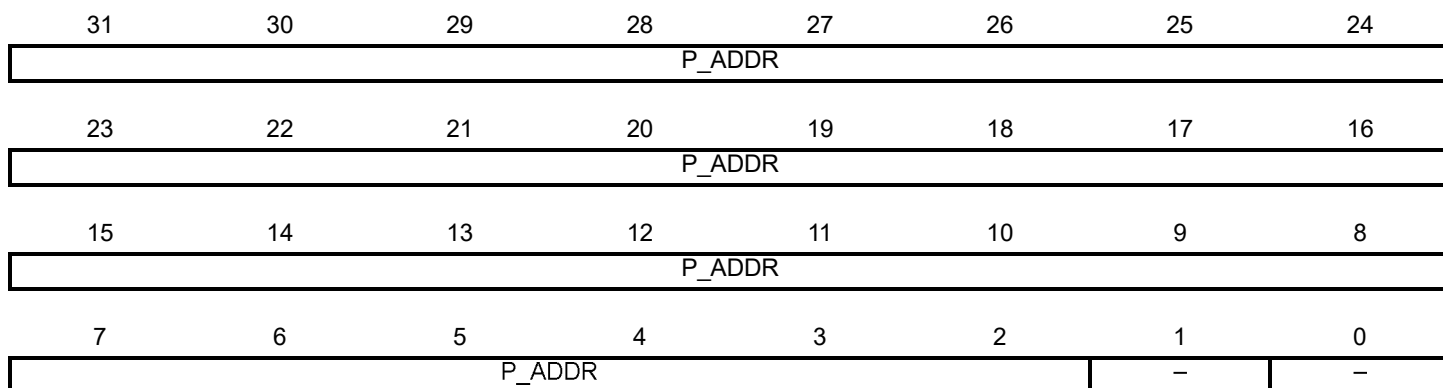 31 30 29 28 27 26 25 24
P_ADDR
23 22 21 20 19 18 17 16
P_ADDR
15 14 13 12 11 10 9 8
P_ADDR
7 6 5 4 3 2 1 0
P_ADDR – –